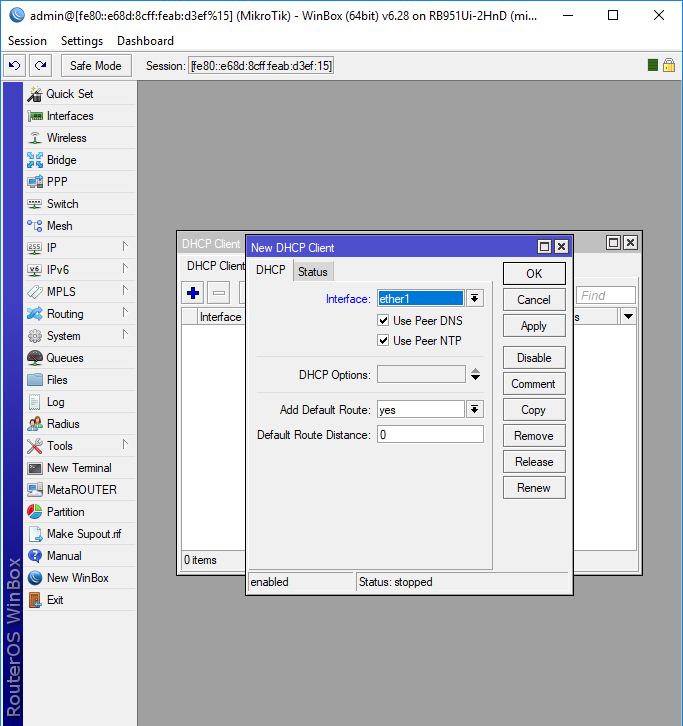 admin@[fe80::e68d:8cff:feab:d3ef%15] (MikroTik) - WinBox (64bit) v6.28 on RB951Ui-2HnD (mi...
Session Settings Dashboard
Safe Mode Session: [fe80::e68d:8cff:feab:d3ef:15]
Quick Set
Interfaces
Wireless
Bridge
PPP
Switch
Mesh
IP
IPv6
MPLS
Routing
System
Queues
Files
Log
Radius
Tools
New Terminal
MetaROUTER
Partition
Make Supout.rif
Manual
New WinBox
Exit
RouterOS WinBox
DHCP Client
DHCP Client
Find
Interface
s
0 items
New DHCP Client
DHCP Status
Interface: ether1
Use Peer DNS
Use Peer NTP
DHCP Options:
Add Default Route: yes
Default Route Distance: 0
OK
Cancel
Apply
Disable
Comment
Copy
Remove
Release
Renew
enabled Status: stopped